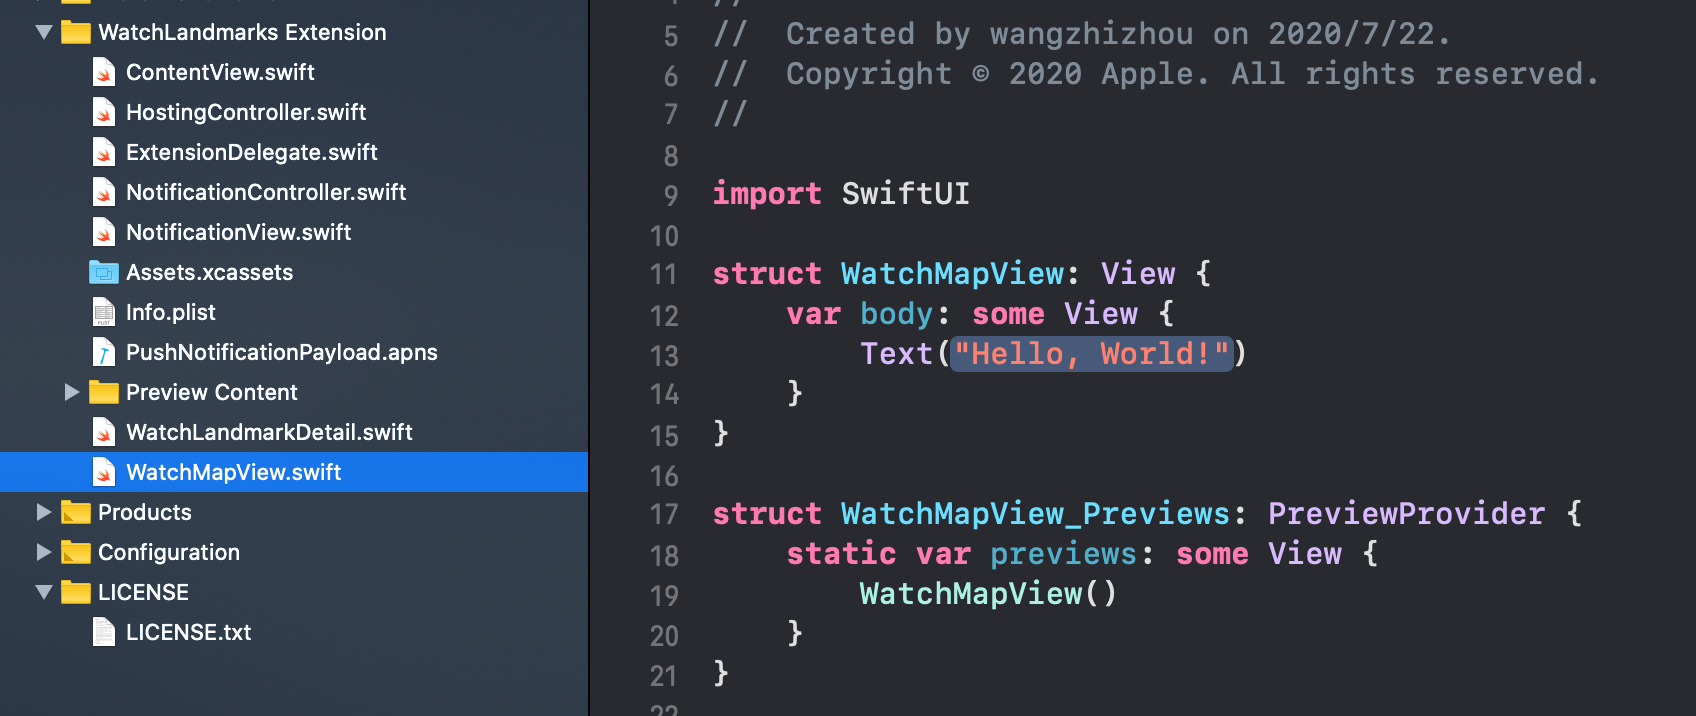 WatchLandmarks Extension
ContentView.swift
HostingController.swift
ExtensionDelegate.swift
NotificationController.swift
NotificationView.swift
Assets.xcassets
Info.plist
PushNotificationPayload.apns
Preview Content
WatchLandmarkDetail.swift
WatchMapView.swift
Products
Configuration
LICENSE
LICENSE.txt
5 //  Created by wangzhizhou on 2020/7/22.
6 //  Copyright © 2020 Apple. All rights reserved.
7 //
8
9 import SwiftUI
10
11 struct WatchMapView: View {
12     var body: some View {
13         Text("Hello, World!")
14     }
15 }
16
17 struct WatchMapView_Previews: PreviewProvider {
18     static var previews: some View {
19         WatchMapView()
20     }
21 }
22